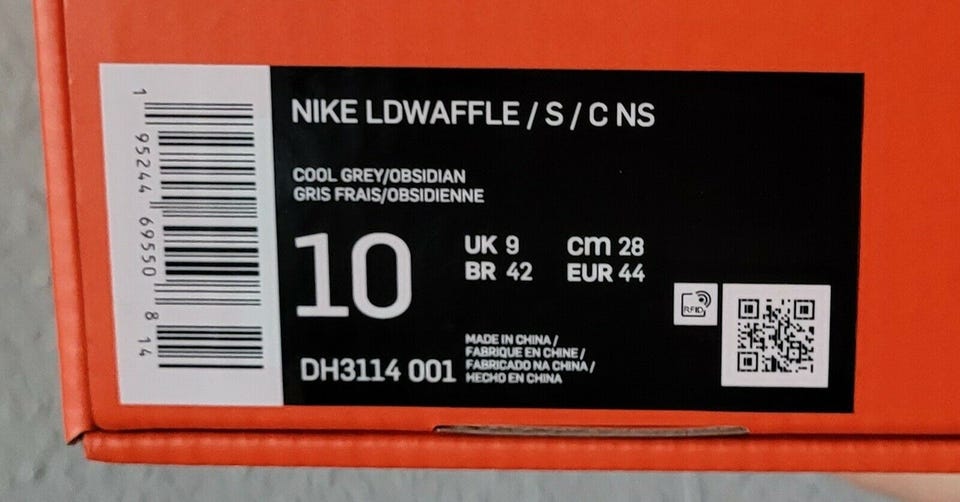 1 95244 69550 8 14
NIKE LDWAFFLE / S / C NS
COOL GREY/OBSIDIAN
GRIS FRAIS/OBSIDIENNE
10
UK 9 cm 28
BR 42 EUR 44
RFID
DH3114 001
MADE IN CHINA /
FABRIQUE EN CHINE /
FABRICADO NA CHINA /
HECHO EN CHINA